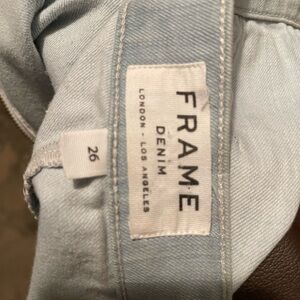 FRAME
DENIM
LONDON - LOS ANGELES
26